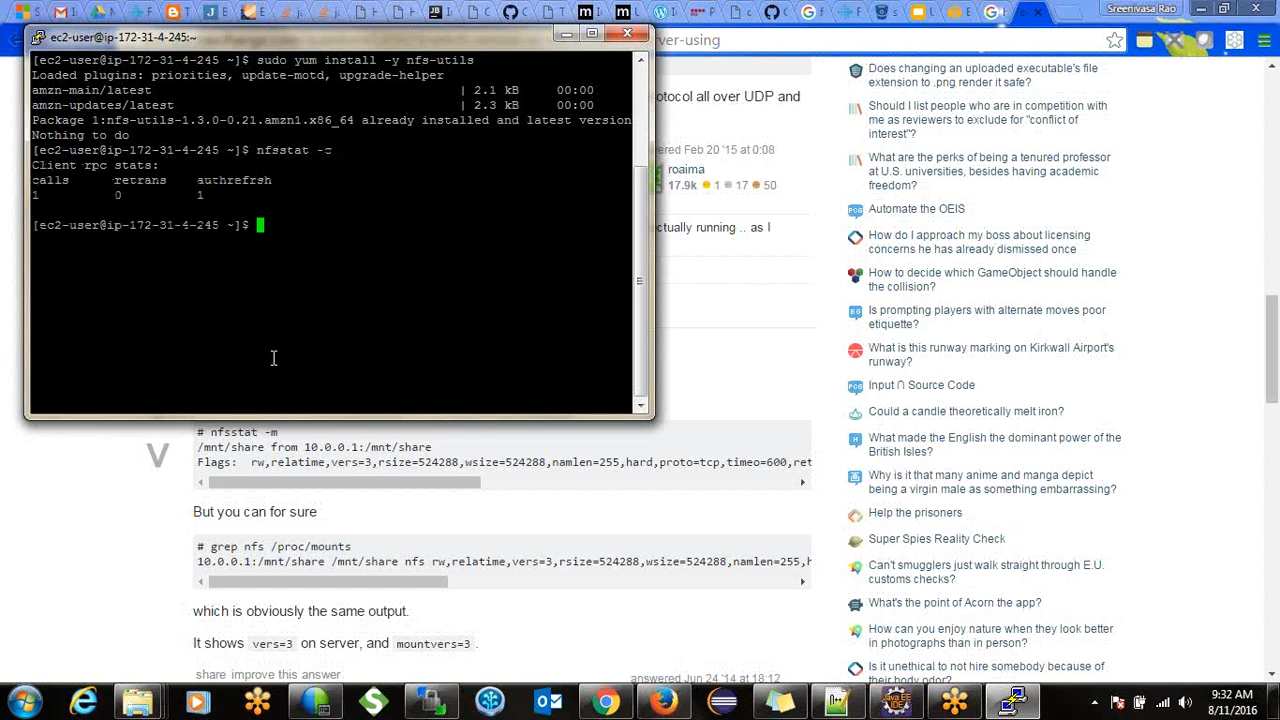 Sreenivasa Rao
ec2-user@ip-172-31-4-245:~
[ec2-user@ip-172-31-4-245 ~]$ sudo yum install -y nfs-utils
Loaded plugins: priorities, update-motd, upgrade-helper
amzn-main/latest | 2.1 kB 00:00
amzn-updates/latest | 2.3 kB 00:00
Package 1:nfs-utils-1.3.0-0.21.amzn1.x86_64 already installed and latest version
Nothing to do
[ec2-user@ip-172-31-4-245 ~]$ nfsstat -c
Client rpc stats:
calls retrans authrefrsh
1 0 1
[ec2-user@ip-172-31-4-245 ~]$
erver-using
otocol all over UDP and
wered Feb 20 '15 at 0:08
roaima
17.9k 1 17 50
ctually running .. as I
# nfsstat -m
/mnt/share from 10.0.0.1:/mnt/share
Flags: rw,relatime,vers=3,rsize=524288,wsize=524288,namlen=255,hard,proto=tcp,timeo=600,ret
But you can for sure
# grep nfs /proc/mounts
10.0.0.1:/mnt/share /mnt/share nfs rw,relatime,vers=3,rsize=524288,wsize=524288,namlen=255,h
which is obviously the same output.
It shows vers=3 on server, and mountvers=3 .
share improve this answer
answered Jun 24 '14 at 18:12
Does changing an uploaded executable's file
extension to .png render it safe?
Should I list people who are in competition with
me as reviewers to exclude for "conflict of
interest"?
What are the perks of being a tenured professor
at U.S. universities, besides having academic
freedom?
Automate the OEIS
How do I approach my boss about licensing
concerns he has already dismissed once
How to decide which GameObject should handle
the collision?
Is prompting players with alternate moves poor
etiquette?
What is this runway marking on Kirkwall Airport's
runway?
Input ∩ Source Code
Could a candle theoretically melt iron?
What made the English the dominant power of the
British Isles?
Why is it that many anime and manga depict
being a virgin male as something embarrassing?
Help the prisoners
Super Spies Reality Check
Can't smugglers just walk straight through E.U.
customs checks?
What's the point of Acorn the app?
How can you enjoy nature when they look better
in photographs than in person?
Is it unethical to not hire somebody because of
their body odor?
9:32 AM
8/11/2016